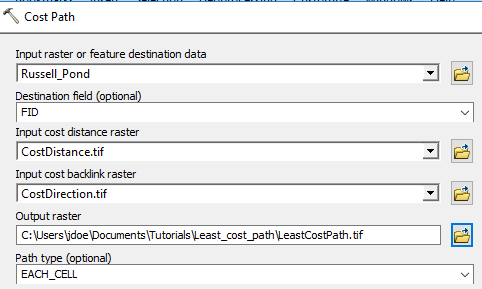 Cost Path
Input raster or feature destination data
Russell_Pond
Destination field (optional)
FID
Input cost distance raster
CostDistance.tif
Input cost backlink raster
CostDirection.tif
Output raster
C:\Users\jdoe\Documents\Tutorials\Least_cost_path\LeastCostPath.tif
Path type (optional)
EACH_CELL